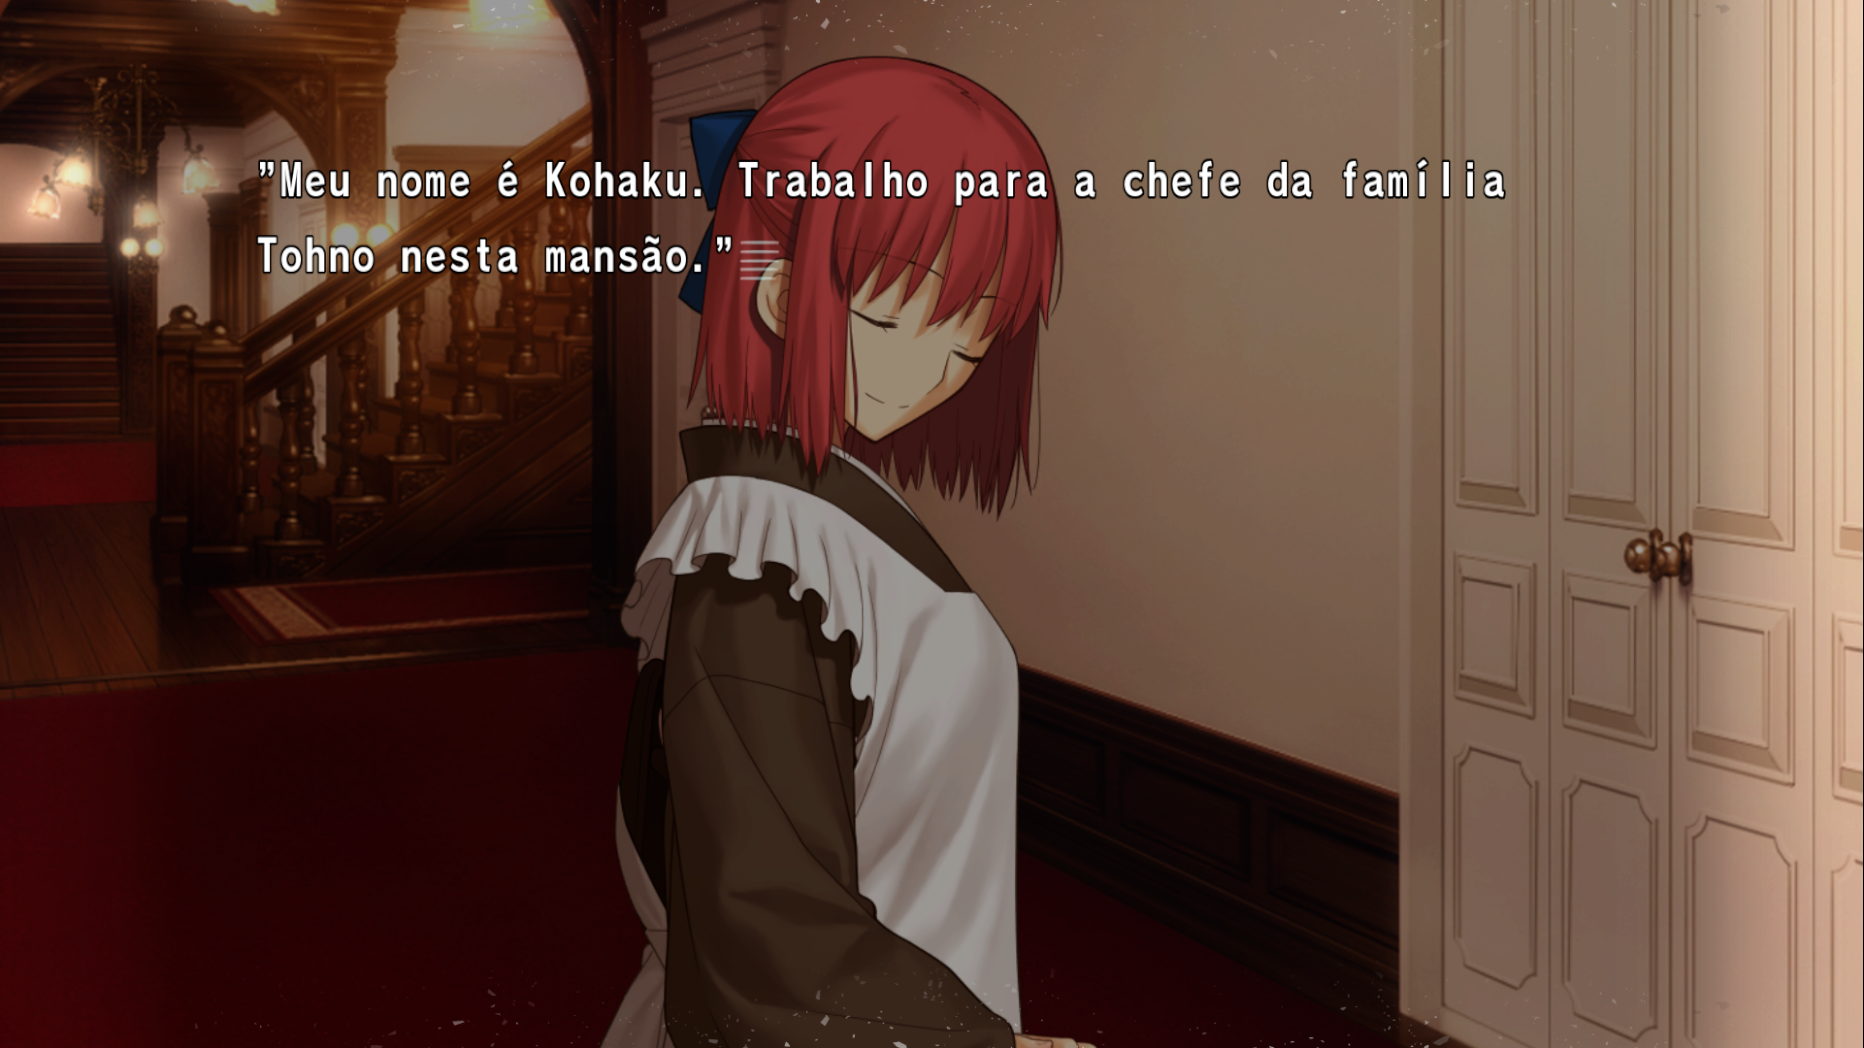 ”Meu nome é Kohaku. Trabalho para a chefe da família
Tohno nesta mansão.”